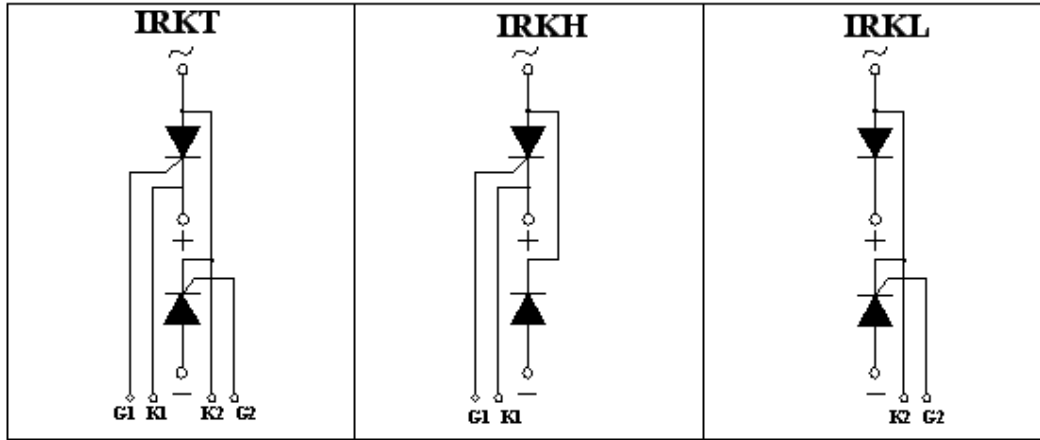 IRKT
~
+
−
G1 K1 K2 G2
IRKH
~
+
−
G1 K1
IRKL
~
+
−
K2 G2